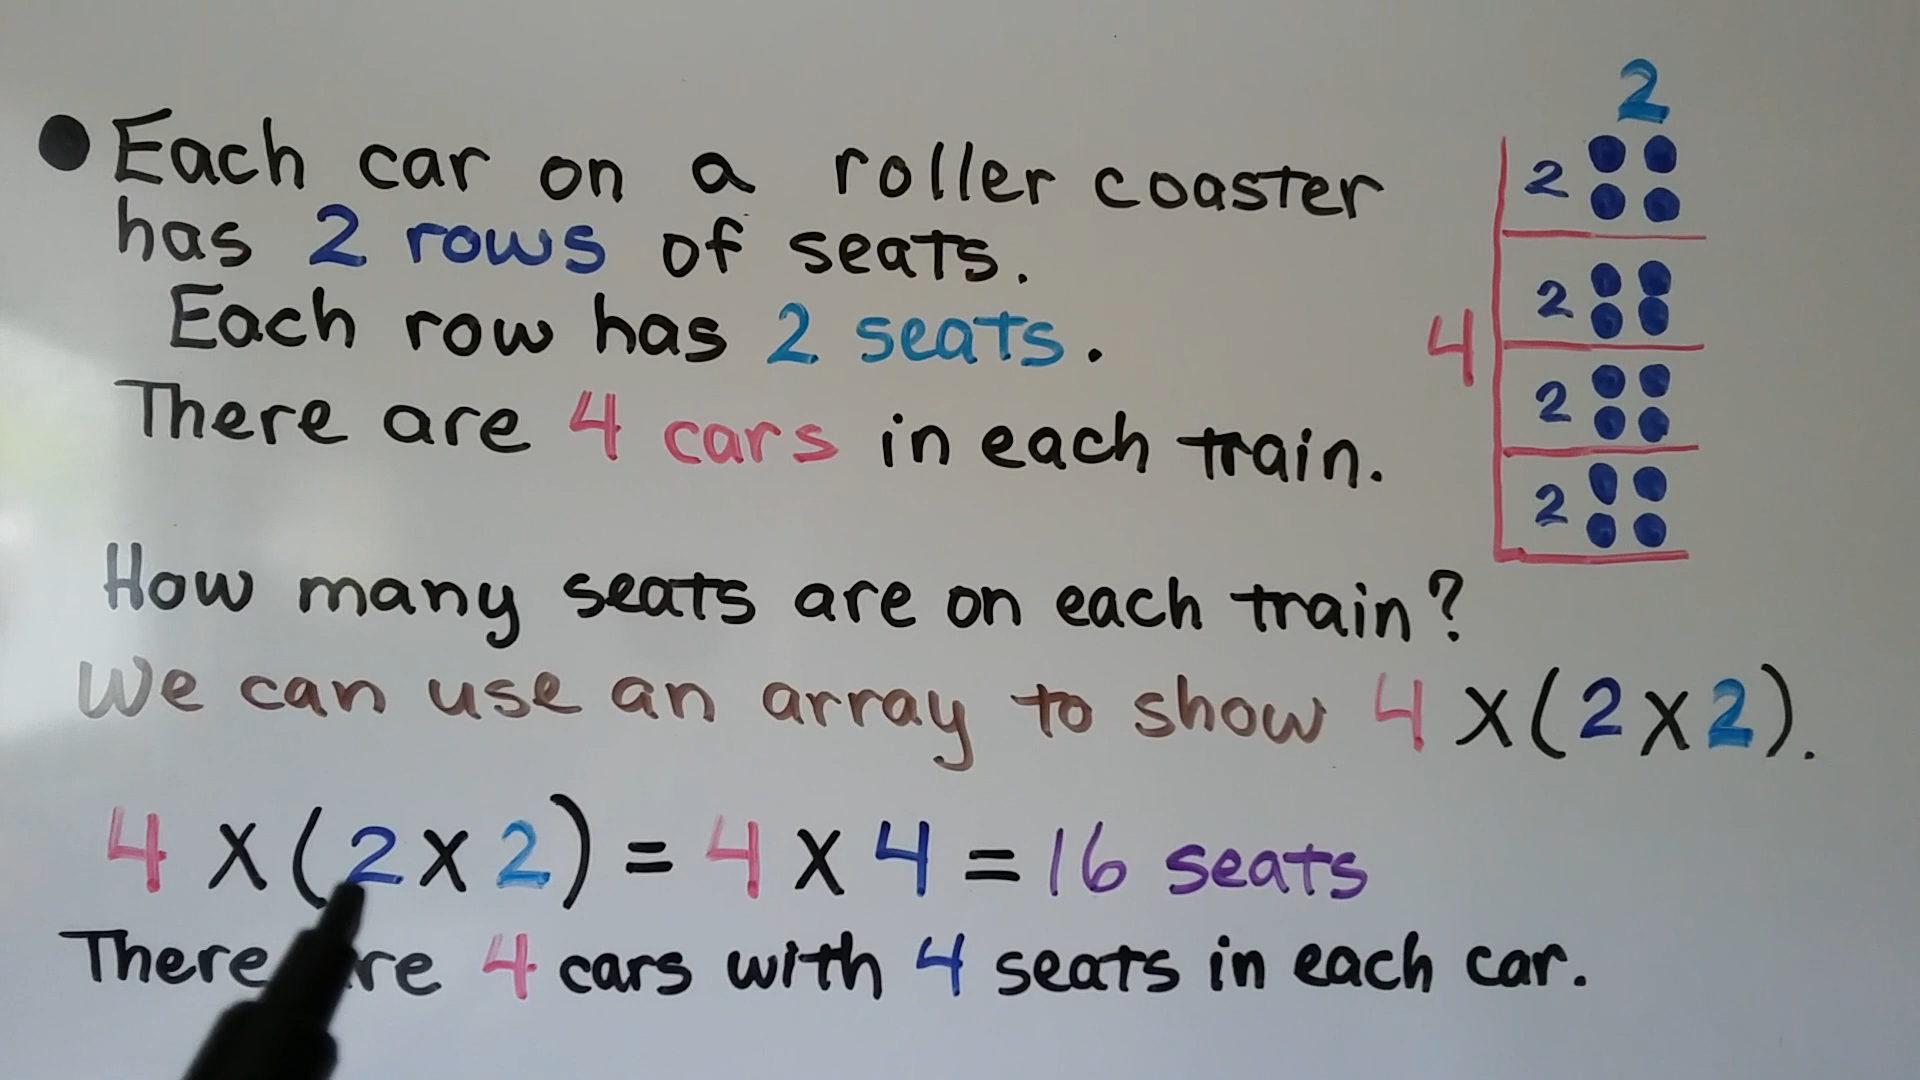 ● Each car on a roller coaster
has 2 rows of seats.
Each row has 2 seats.
There are 4 cars in each train.
2
2
2
4
2
2
How many seats are on each train?
We can use an array to show 4 x (2 x 2).
4 x (2 x 2) = 4 x 4 = 16 seats
There are 4 cars with 4 seats in each car.